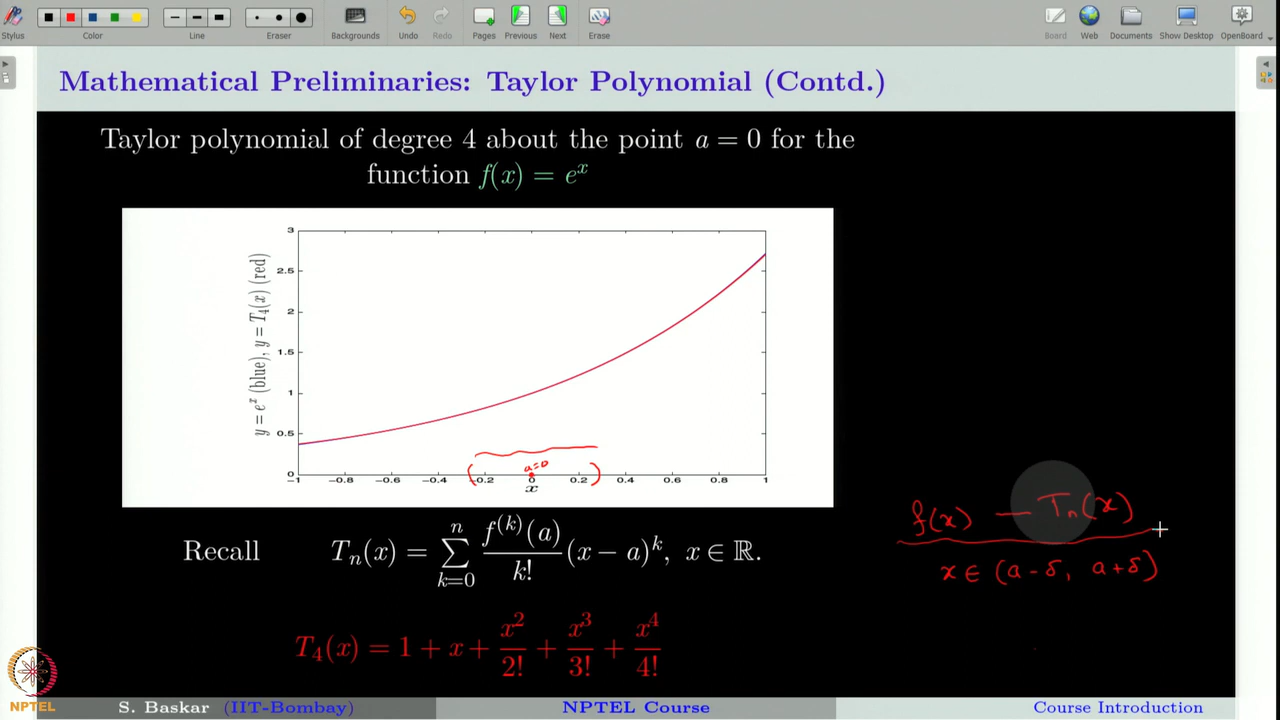 Stylus Color Line Eraser Backgrounds Undo Redo Pages Previous Next Erase Board Web Documents Show Desktop OpenBoard
Mathematical Preliminaries: Taylor Polynomial (Contd.)
Taylor polynomial of degree 4 about the point a = 0 for the
function f(x) = e^x
y = e^x (blue), y = T_4(x) (red)
3
2.5
2
1.5
1
0.5
0
a=0
−1 −0.8 −0.6 −0.4 −0.2 0 0.2 0.4 0.6 0.8 1
x
f(x) — T_n(x)
x ∈ (a − δ, a + δ)
Recall T_n(x) = ∑_{k=0}^{n} \frac{f^{(k)}(a)}{k!}(x − a)^k, x ∈ ℝ.
T_4(x) = 1 + x + \frac{x^2}{2!} + \frac{x^3}{3!} + \frac{x^4}{4!}
NPTEL
S. Baskar (IIT-Bombay) NPTEL Course Course Introduction